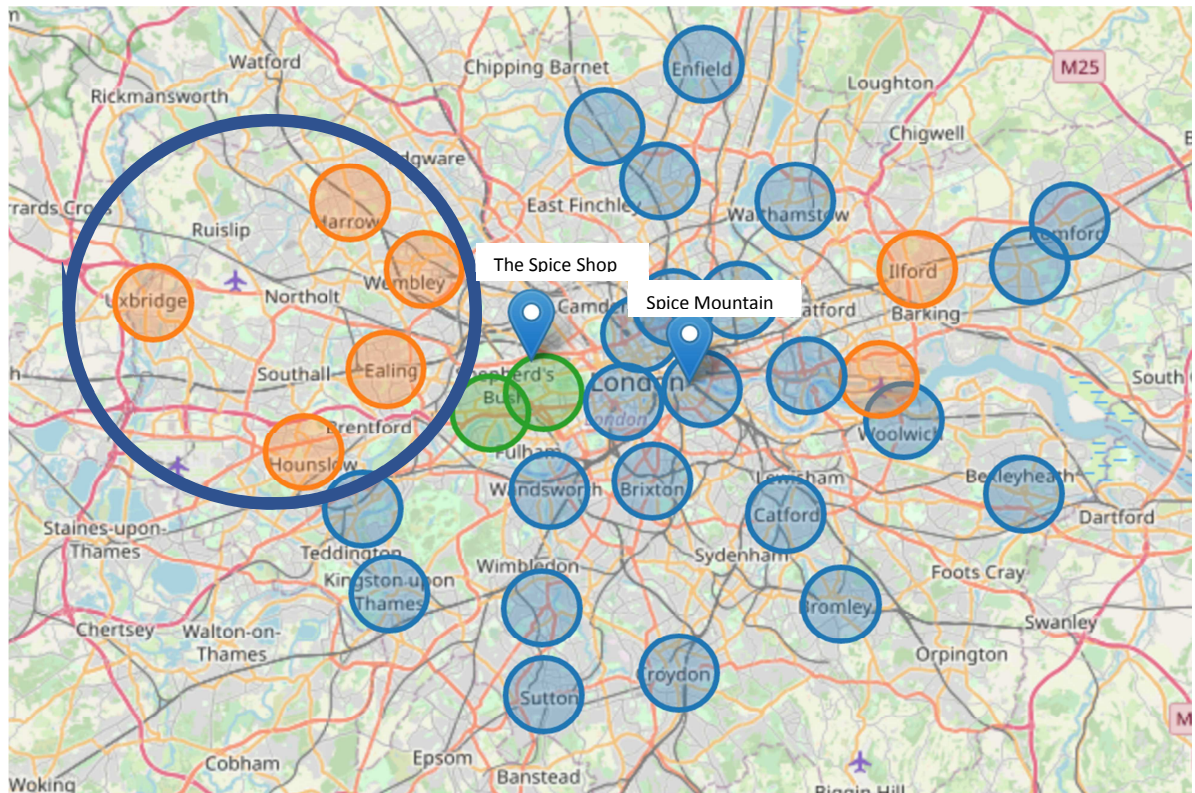 Watford
Chipping Barnet
Enfield
Loughton
M25
Rickmansworth
Chigwell
Harrow
East Finchley
Walthamstow
Ruislip
Romford
The Spice Shop
Wembley
Ilford
Uxbridge
Northolt
Spice Mountain
Barking
Southall
Ealing
Shepherd's
Bush
London
London
Brentford
Fulham
Woolwich
Hounslow
Wandsworth
Brixton
Lewisham
Bexleyheath
Catford
Dartford
Staines-upon-
Thames
Teddington
Sydenham
Wimbledon
Kingston upon
Thames
Foots Cray
Bromley
Swanley
Chertsey
Walton-on-
Thames
Orpington
Croydon
Sutton
Epsom
Cobham
Banstead
Woking
Biggin Hill